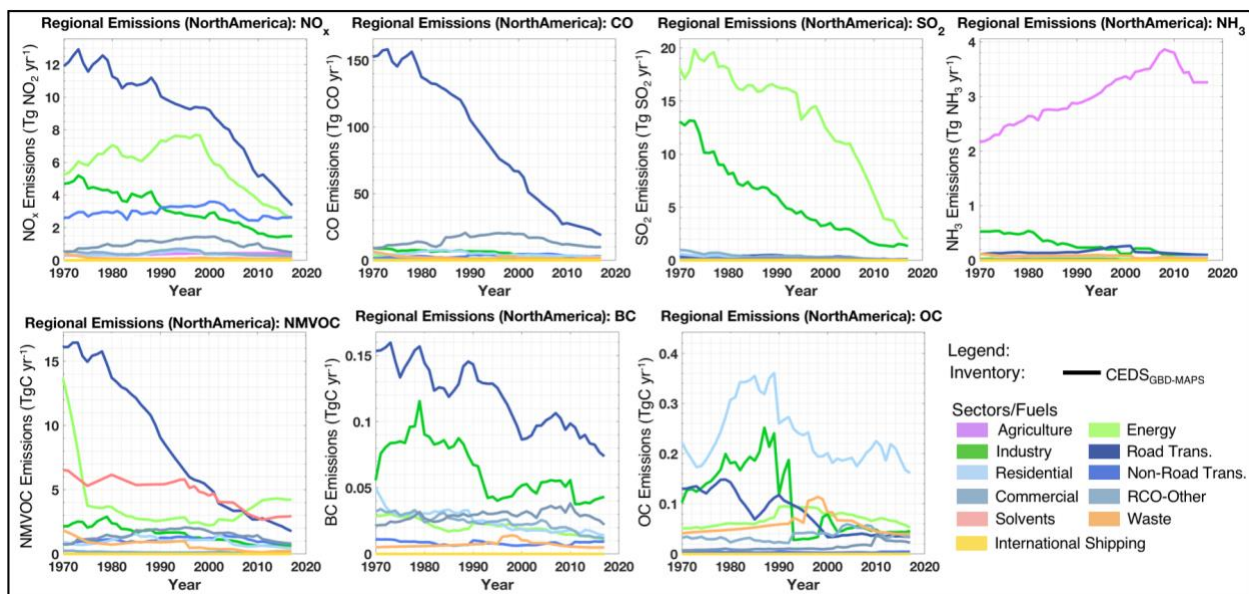 Regional Emissions (NorthAmerica): NOₓ
NOₓ Emissions (Tg NO₂ yr⁻¹)
12
10
8
6
4
2
0
1970 1980 1990 2000 2010 2020
Year
Regional Emissions (NorthAmerica): CO
CO Emissions (Tg CO yr⁻¹)
150
100
50
0
1970 1980 1990 2000 2010 2020
Year
Regional Emissions (NorthAmerica): SO₂
SO₂ Emissions (Tg SO₂ yr⁻¹)
20
15
10
5
0
1970 1980 1990 2000 2010 2020
Year
Regional Emissions (NorthAmerica): NH₃
NH₃ Emissions (Tg NH₃ yr⁻¹)
4
3
2
1
0
1970 1980 1990 2000 2010 2020
Year
Regional Emissions (NorthAmerica): NMVOC
NMVOC Emissions (TgC yr⁻¹)
15
10
5
0
1970 1980 1990 2000 2010 2020
Year
Regional Emissions (NorthAmerica): BC
BC Emissions (TgC yr⁻¹)
0.15
0.1
0.05
0
1970 1980 1990 2000 2010 2020
Year
Regional Emissions (NorthAmerica): OC
OC Emissions (TgC yr⁻¹)
0.4
0.3
0.2
0.1
0
1970 1980 1990 2000 2010 2020
Year
Legend:
Inventory: CEDS GBD-MAPS
Sectors/Fuels
Agriculture Energy
Industry Road Trans.
Residential Non-Road Trans.
Commercial RCO-Other
Solvents Waste
International Shipping